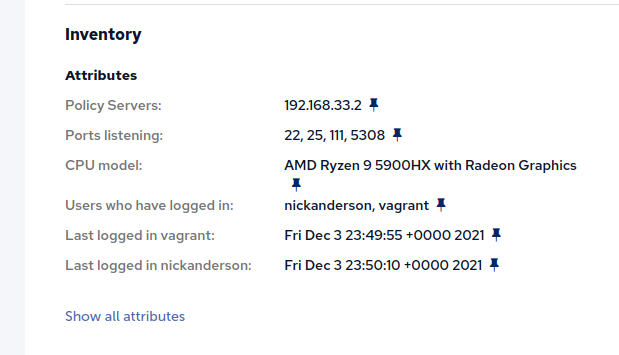 Inventory
Attributes
Policy Servers: 192.168.33.2
Ports listening: 22, 25, 111, 5308
CPU model: AMD Ryzen 9 5900HX with Radeon Graphics
Users who have logged in: nickanderson, vagrant
Last logged in vagrant: Fri Dec 3 23:49:55 +0000 2021
Last logged in nickanderson: Fri Dec 3 23:50:10 +0000 2021
Show all attributes